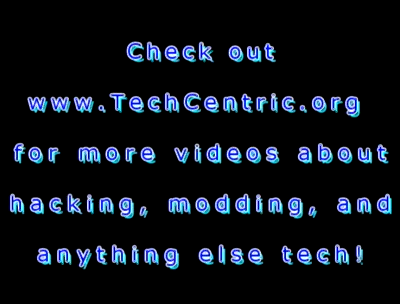 Check out
www.TechCentric.org
for more videos about
hacking, modding, and
anything else tech!